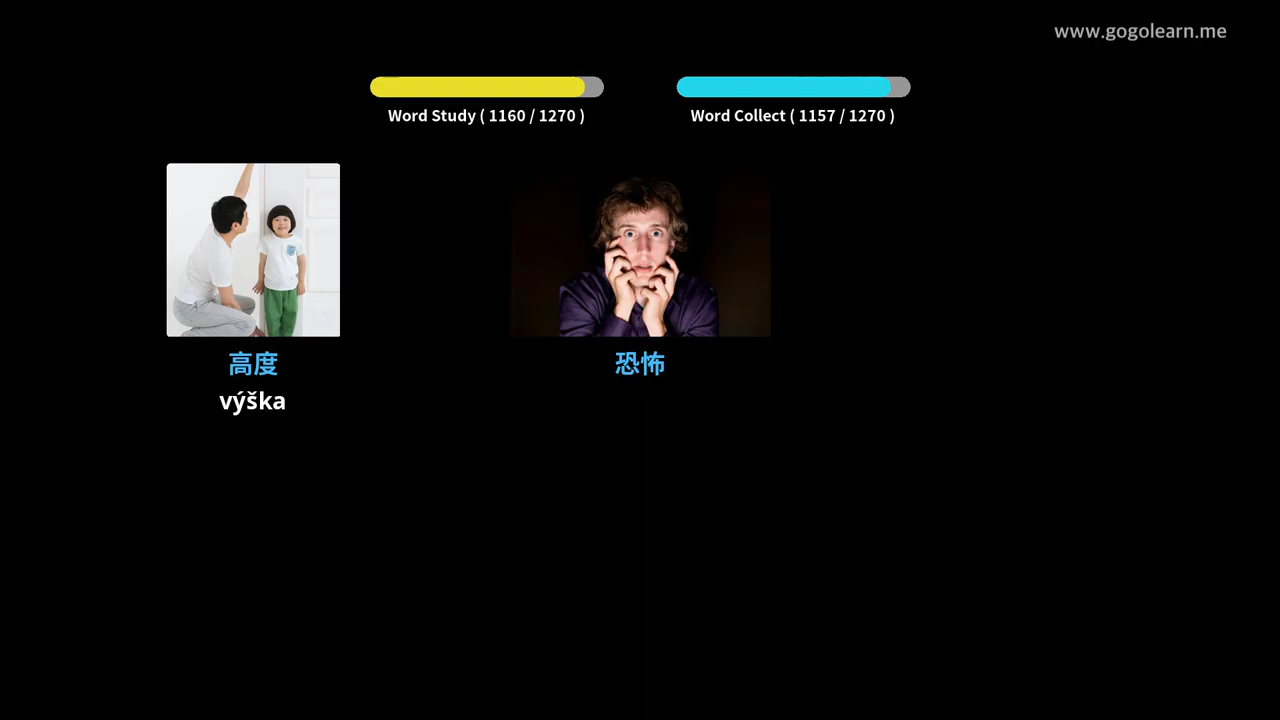 www.gogolearn.me
Word Study ( 1160 / 1270 )
Word Collect ( 1157 / 1270 )
高度
výška
恐怖